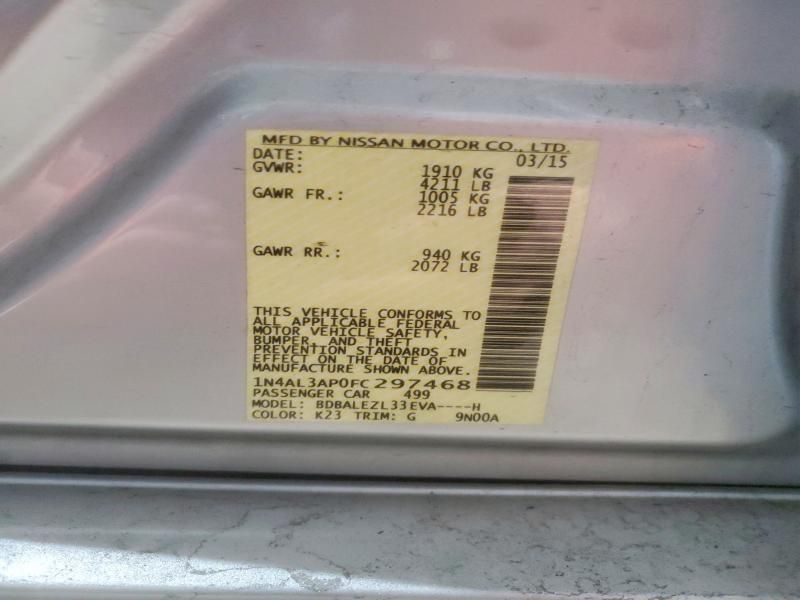 MFD BY NISSAN MOTOR CO., LTD.
DATE: 03/15
GVWR: 1910 KG
4211 LB
GAWR FR.: 1005 KG
2216 LB
GAWR RR.: 940 KG
2072 LB
THIS VEHICLE CONFORMS TO
ALL APPLICABLE FEDERAL
MOTOR VEHICLE SAFETY,
BUMPER, AND THEFT
PREVENTION STANDARDS IN
EFFECT ON THE DATE OF
MANUFACTURE SHOWN ABOVE.
1N4AL3AP0FC297468
PASSENGER CAR 499
MODEL: BDBALEZL33EVA----H
COLOR: K23 TRIM: G 9N00A